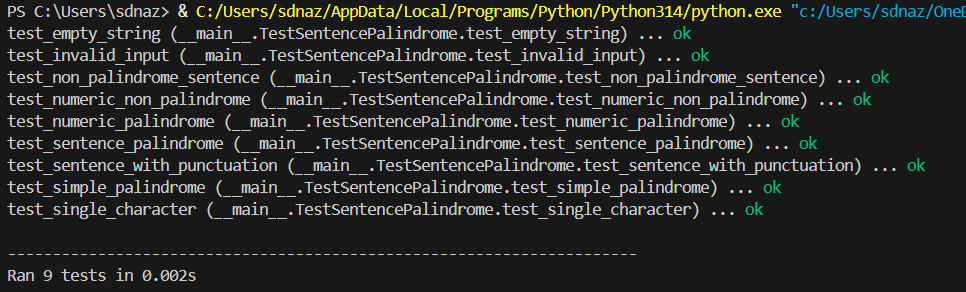 PS C:\Users\sdnaz> & C:/Users/sdnaz/AppData/Local/Programs/Python/Python314/python.exe "c:/Users/sdnaz/OneD
test_empty_string (__main__.TestSentencePalindrome.test_empty_string) ... ok
test_invalid_input (__main__.TestSentencePalindrome.test_invalid_input) ... ok
test_non_palindrome_sentence (__main__.TestSentencePalindrome.test_non_palindrome_sentence) ... ok
test_numeric_non_palindrome (__main__.TestSentencePalindrome.test_numeric_non_palindrome) ... ok
test_numeric_palindrome (__main__.TestSentencePalindrome.test_numeric_palindrome) ... ok
test_sentence_palindrome (__main__.TestSentencePalindrome.test_sentence_palindrome) ... ok
test_sentence_with_punctuation (__main__.TestSentencePalindrome.test_sentence_with_punctuation) ... ok
test_simple_palindrome (__main__.TestSentencePalindrome.test_simple_palindrome) ... ok
test_single_character (__main__.TestSentencePalindrome.test_single_character) ... ok
----------------------------------------------------------------------
Ran 9 tests in 0.002s